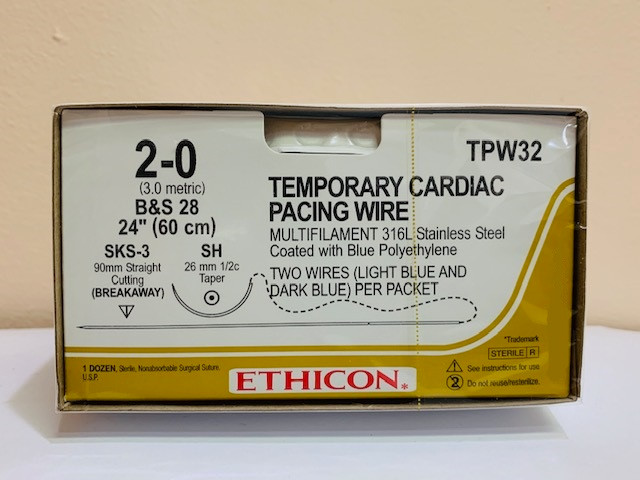 2-0
(3.0 metric)
B&S 28
24" (60 cm)
SKS-3
90mm Straight
Cutting
(BREAKAWAY)
SH
26 mm 1/2c
Taper
TPW32
TEMPORARY CARDIAC
PACING WIRE
MULTIFILAMENT 316L Stainless Steel
Coated with Blue Polyethylene
TWO WIRES (LIGHT BLUE AND
DARK BLUE) PER PACKET
1 DOZEN, Sterile, Nonabsorbable Surgical Suture,
U.S.P.
ETHICON*
*Trademark
STERILE R
See instructions for use
2 Do not reuse/resterilize.